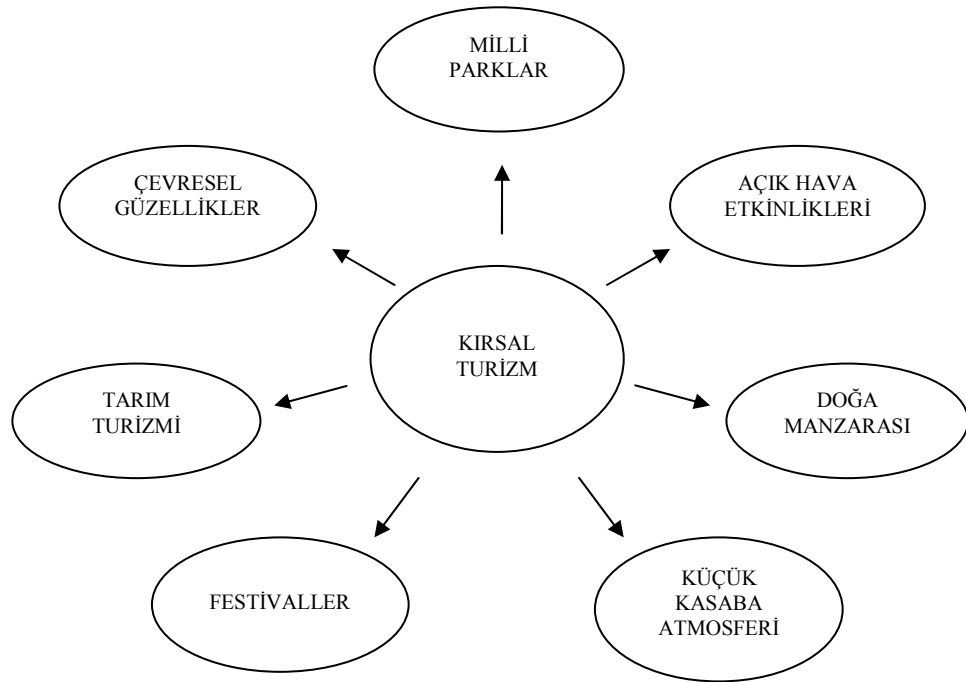 MİLLİ
PARKLAR
ÇEVRESEL
GÜZELLİKLER
AÇIK HAVA
ETKİNLİKLERİ
KIRSAL
TURİZM
TARIM
TURİZMİ
DOĞA
MANZARASI
FESTİVALLER
KÜÇÜK
KASABA
ATMOSFERİ